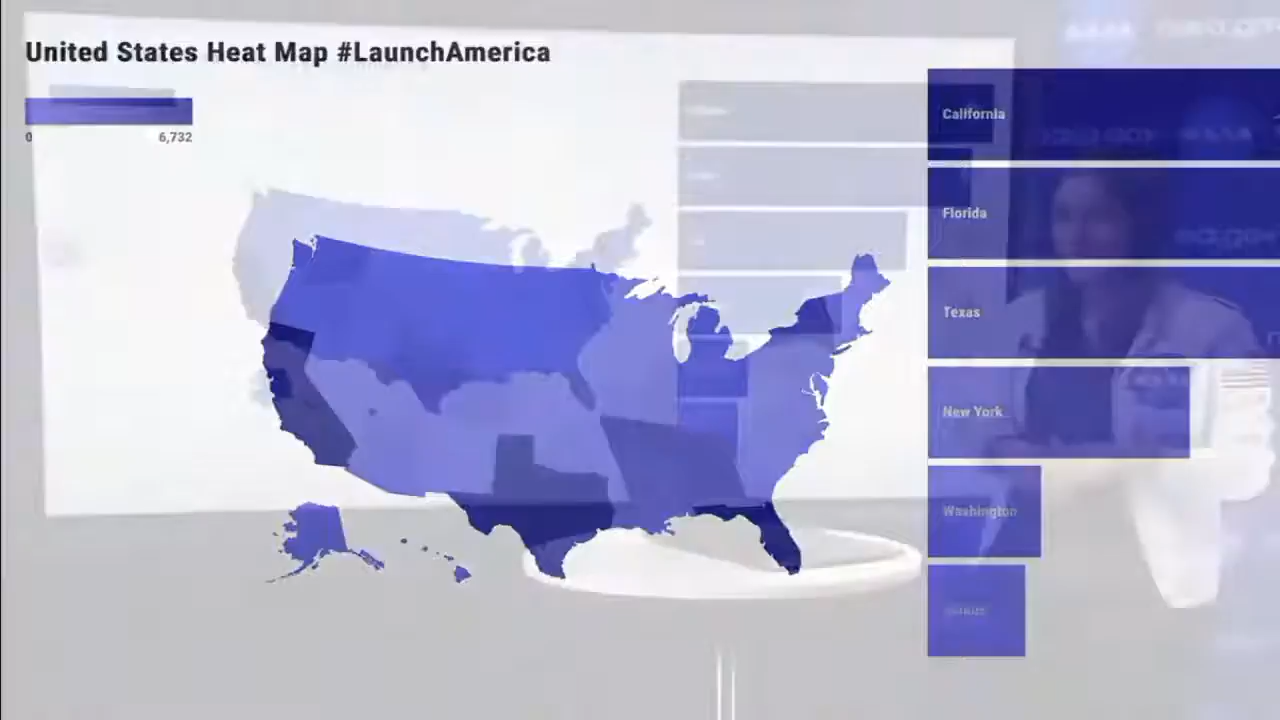 United States Heat Map #LaunchAmerica
0 6,732
California
Florida
Texas
New York
Washington